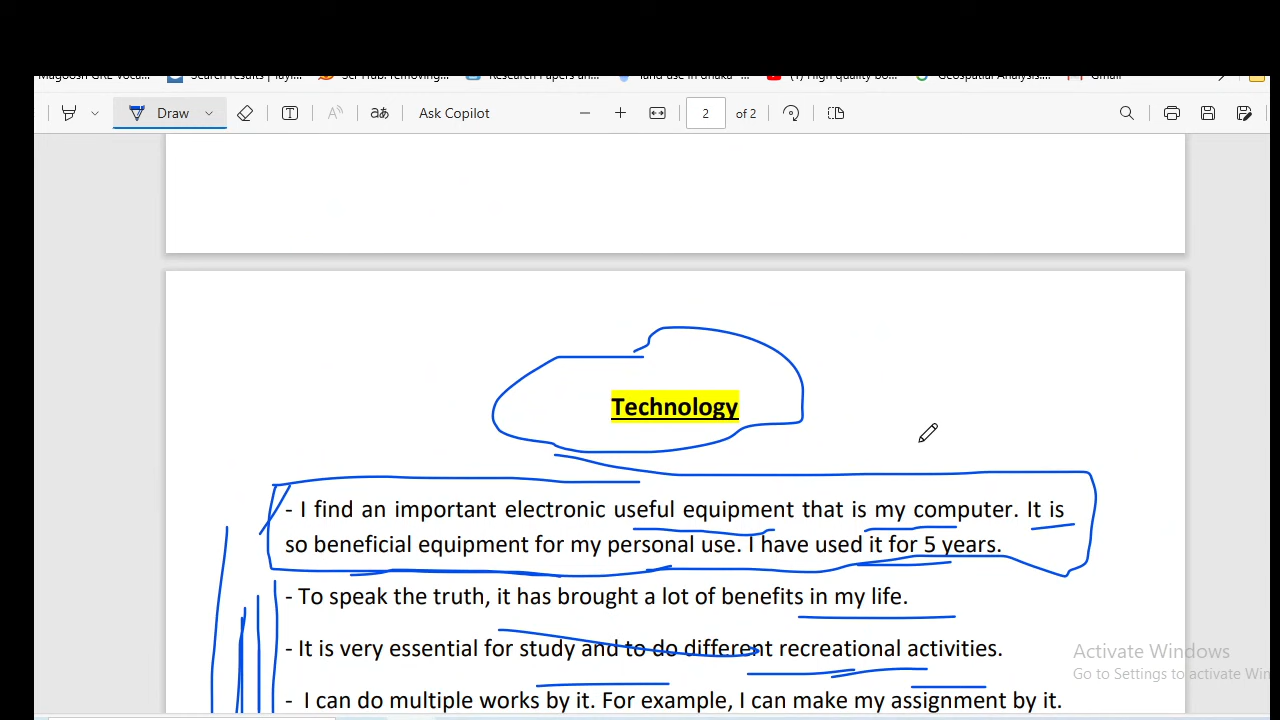 Draw
Ask Copilot
2 of 2
Technology
- I find an important electronic useful equipment that is my computer. It is
so beneficial equipment for my personal use. I have used it for 5 years.
- To speak the truth, it has brought a lot of benefits in my life.
- It is very essential for study and to do different recreational activities.
- I can do multiple works by it. For example, I can make my assignment by it.
Activate Windows
Go to Settings to activate Win